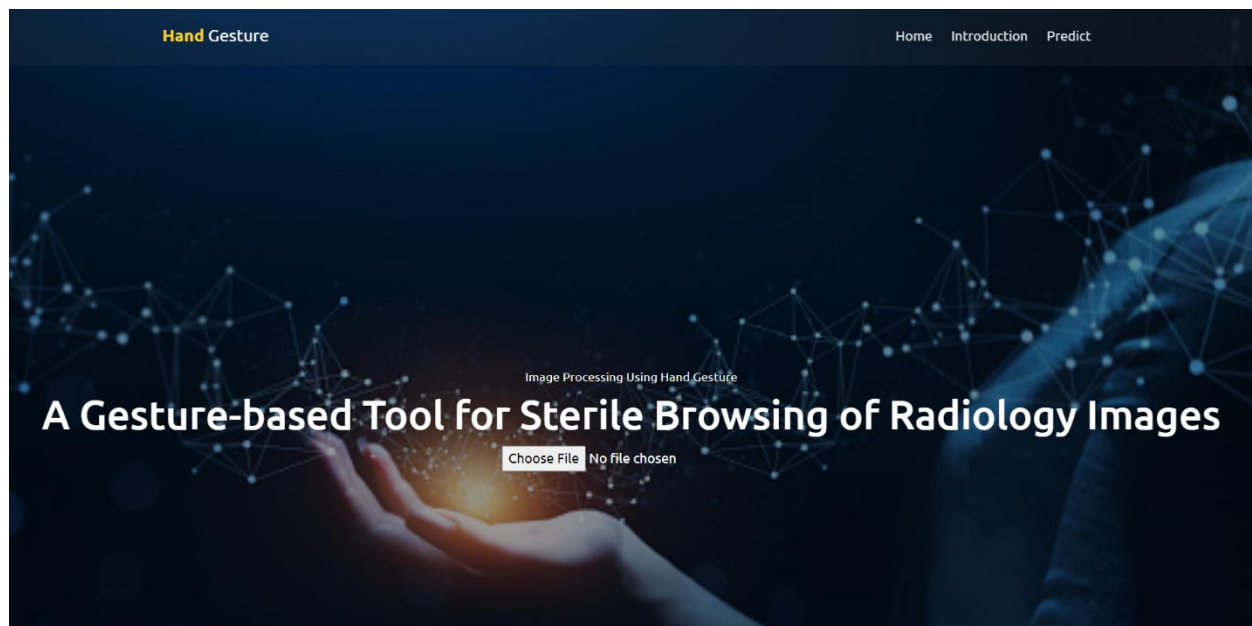 Hand Gesture
Home Introduction Predict
Image Processing Using Hand Gesture
A Gesture-based Tool for Sterile Browsing of Radiology Images
Choose File No file chosen